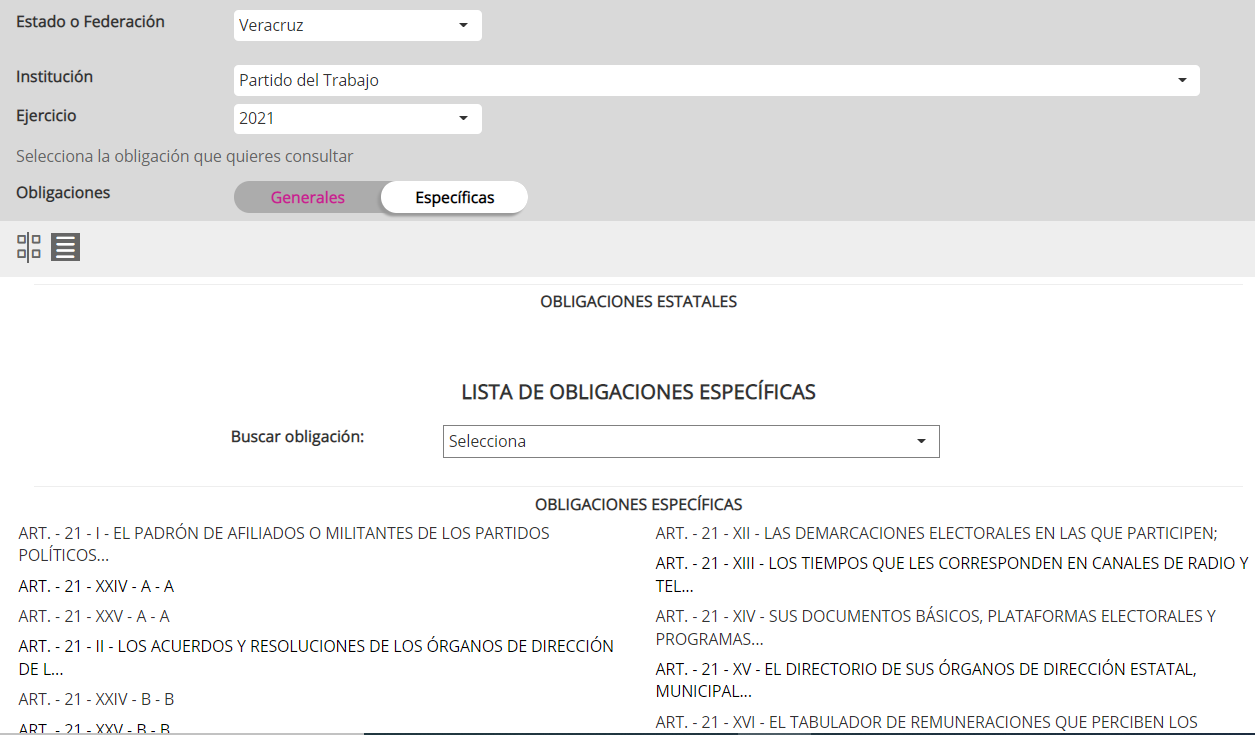 Estado o Federación
Veracruz
Institución
Partido del Trabajo
Ejercicio
2021
Selecciona la obligación que quieres consultar
Obligaciones
Generales
Específicas
OBLIGACIONES ESTATALES
LISTA DE OBLIGACIONES ESPECÍFICAS
Buscar obligación:
Selecciona
OBLIGACIONES ESPECÍFICAS
ART. - 21 - I - EL PADRÓN DE AFILIADOS O MILITANTES DE LOS PARTIDOS
POLÍTICOS...
ART. - 21 - XXIV - A - A
ART. - 21 - XXV - A - A
ART. - 21 - II - LOS ACUERDOS Y RESOLUCIONES DE LOS ÓRGANOS DE DIRECCIÓN
DE L...
ART. - 21 - XXIV - B - B
ART. - 21 - XXV - B - B
ART. - 21 - XII - LAS DEMARCACIONES ELECTORALES EN LAS QUE PARTICIPEN;
ART. - 21 - XIII - LOS TIEMPOS QUE LES CORRESPONDEN EN CANALES DE RADIO Y
TEL...
ART. - 21 - XIV - SUS DOCUMENTOS BÁSICOS, PLATAFORMAS ELECTORALES Y
PROGRAMAS...
ART. - 21 - XV - EL DIRECTORIO DE SUS ÓRGANOS DE DIRECCIÓN ESTATAL,
MUNICIPAL...
ART. - 21 - XVI - EL TABULADOR DE REMUNERACIONES QUE PERCIBEN LOS